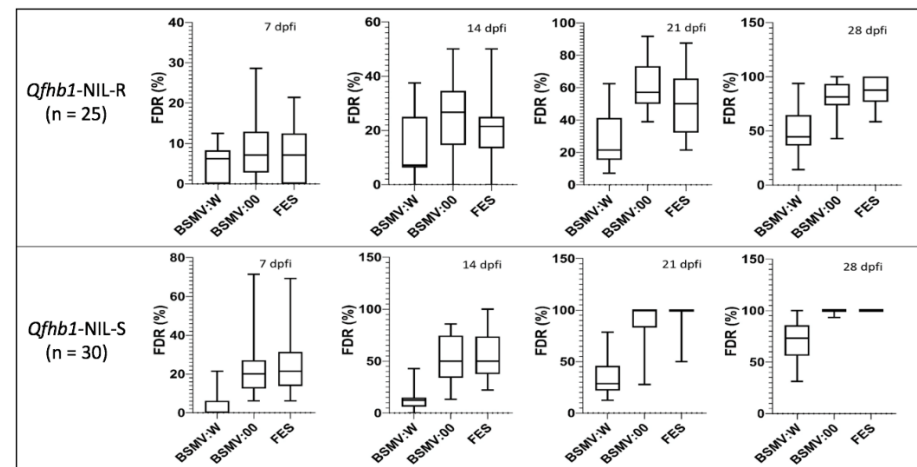 Qfhb1-NIL-R
(n = 25)
7 dpfi
FDR (%)
40
30
20
10
0
BSMV:W
BSMV:00
FES
14 dpfi
FDR (%)
60
40
20
0
BSMV:W
BSMV:00
FES
21 dpfi
FDR (%)
100
80
60
40
20
0
BSMV:W
BSMV:00
FES
28 dpfi
FDR (%)
150
100
50
0
BSMV:W
BSMV:00
FES
Qfhb1-NIL-S
(n = 30)
7 dpfi
FDR (%)
80
60
40
20
0
BSMV:W
BSMV:00
FES
14 dpfi
FDR (%)
150
100
50
0
BSMV:W
BSMV:00
FES
21 dpfi
FDR (%)
150
100
50
0
BSMV:W
BSMV:00
FES
28 dpfi
FDR (%)
150
100
50
0
BSMV:W
BSMV:00
FES